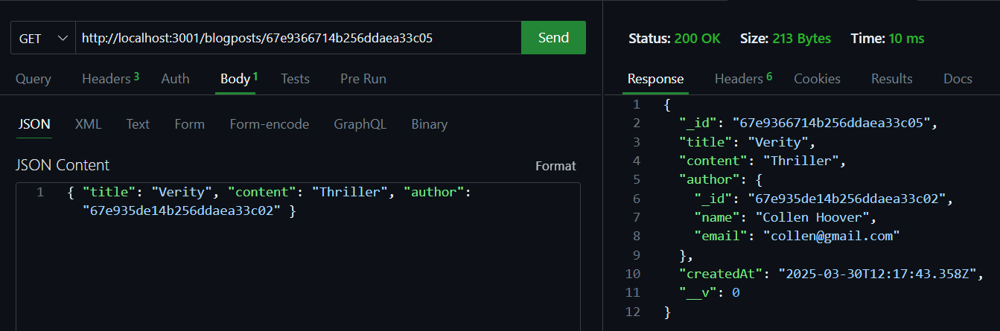 GET http://localhost:3001/blogposts/67e9366714b256ddaea33c05 Send
Query Headers 3 Auth Body 1 Tests Pre Run
JSON XML Text Form Form-encode GraphQL Binary
JSON Content Format
1 { "title": "Verity", "content": "Thriller", "author":
"67e935de14b256ddaea33c02" }
Status: 200 OK Size: 213 Bytes Time: 10 ms
Response Headers 6 Cookies Results Docs
1 {
2 "_id": "67e9366714b256ddaea33c05",
3 "title": "Verity",
4 "content": "Thriller",
5 "author": {
6 "_id": "67e935de14b256ddaea33c02",
7 "name": "Collen Hoover",
8 "email": "collen@gmail.com"
9 },
10 "createdAt": "2025-03-30T12:17:43.358Z",
11 "__v": 0
12 }